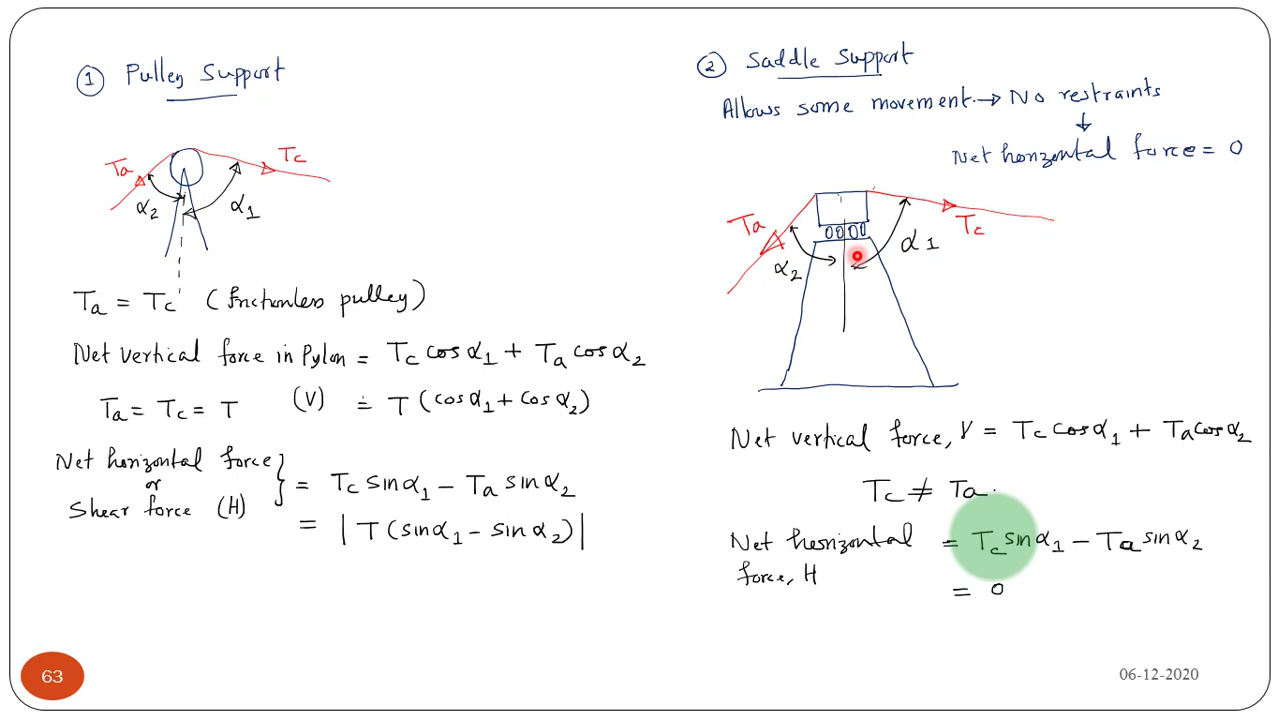 ① Pulley Support
Ta
Tc
α2
α1
Ta = Tc (frictionless pulley)
Net vertical force in Pylon = Tc cos α1 + Ta cos α2
Ta = Tc = T (V) = T (cos α1 + cos α2)
Net horizontal force
or
Shear force (H)
= Tc sin α1 - Ta sin α2
= | T (sin α1 - sin α2) |
② Saddle Support
Allows some movement → No restraints
↓
Net horizontal force = 0
Ta
Tc
α2
α1
Net vertical force, V = Tc cos α1 + Ta cos α2
Tc ≠ Ta.
Net horizontal = Tc sin α1 - Ta sin α2
force, H
= 0
63
06-12-2020